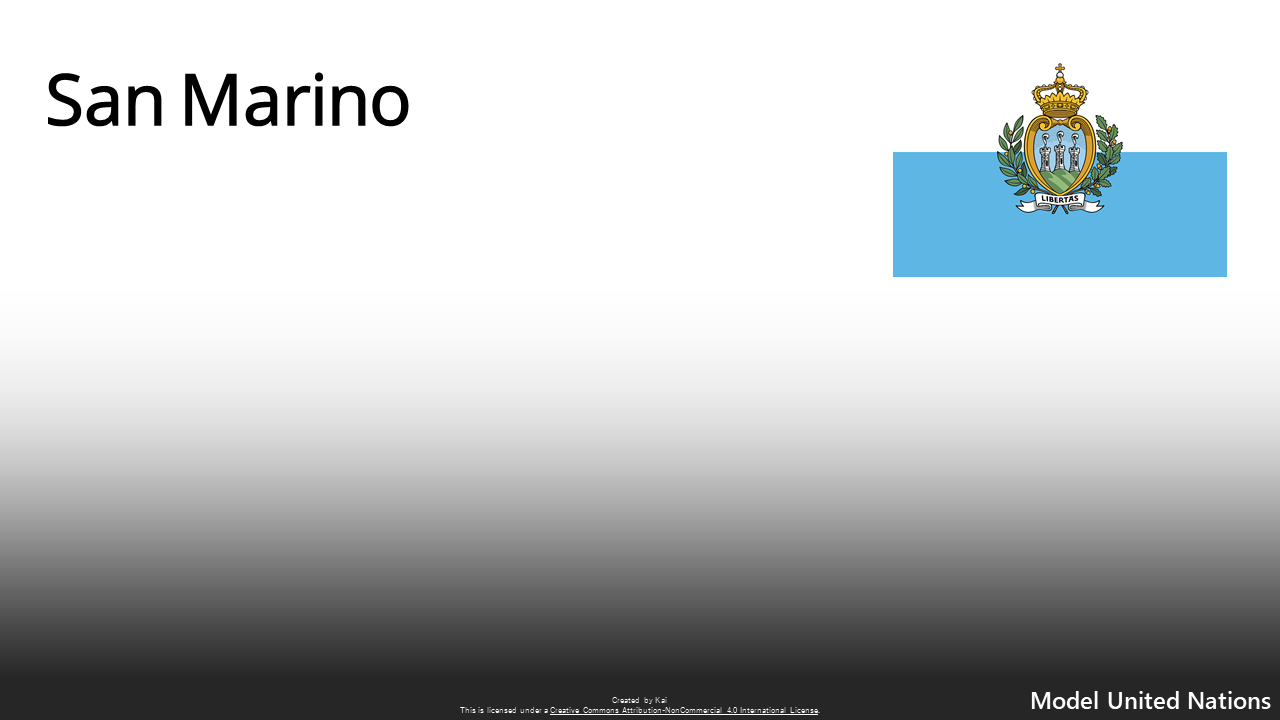 San Marino
LIBERTAS
Created by Kai
This is licensed under a Creative Commons Attribution-NonCommercial 4.0 International License.
Model United Nations